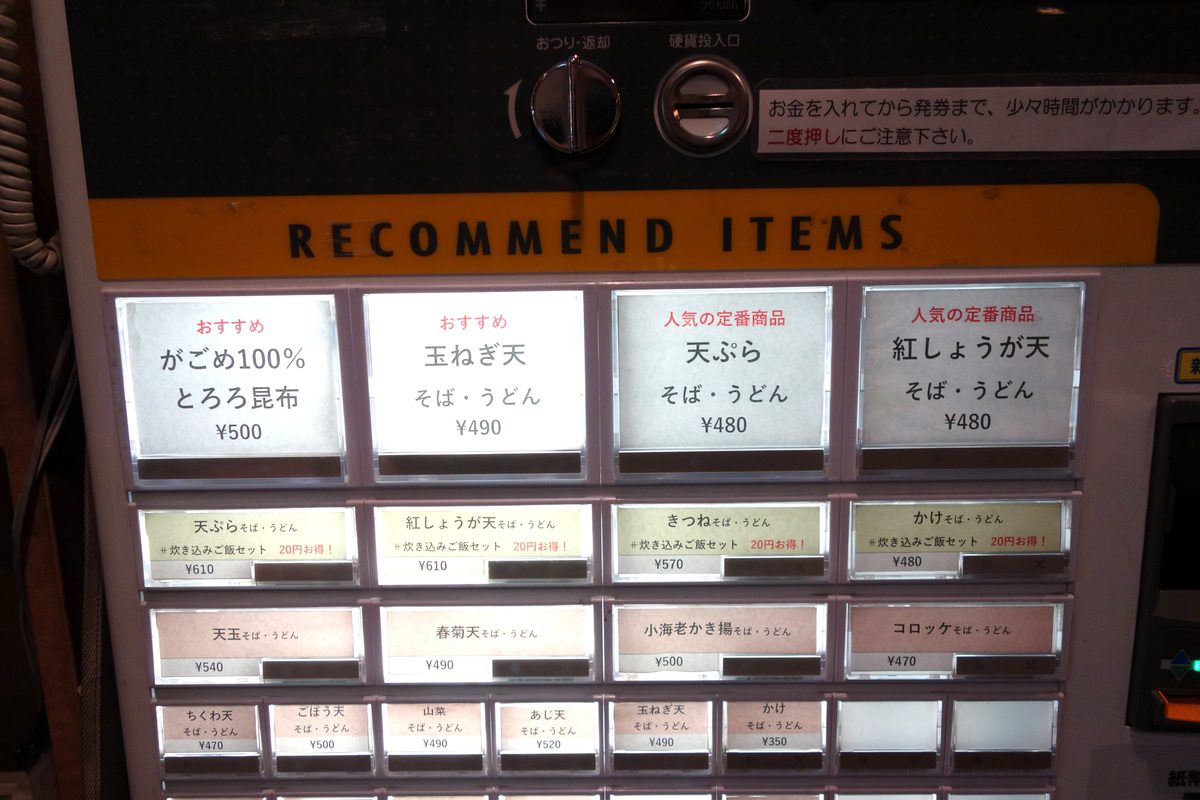 つり切れ
おつり・返却
硬貨投入口
お金を入れてから発券まで、少々時間がかかります。
二度押しにご注意下さい。
RECOMMEND ITEMS
おすすめ
がごめ100%
とろろ昆布
¥500
おすすめ
玉ねぎ天
そば・うどん
¥490
人気の定番商品
天ぷら
そば・うどん
¥480
人気の定番商品
紅しょうが天
そば・うどん
¥480
天ぷらそば・うどん
+炊き込みご飯セット 20円お得!
¥610
紅しょうが天そば・うどん
+炊き込みご飯セット 20円お得!
¥610
きつねそば・うどん
+炊き込みご飯セット 20円お得!
¥570
かけそば・うどん
+炊き込みご飯セット 20円お得!
¥480
天玉そば・うどん
¥540
春菊天そば・うどん
¥490
小海老かき揚そば・うどん
¥500
コロッケそば・うどん
¥470
ちくわ天
そば・うどん
¥470
ごぼう天
そば・うどん
¥500
山菜
そば・うどん
¥490
あじ天
そば・うどん
¥520
玉ねぎ天
そば・うどん
¥490
かけ
そば・うどん
¥350
新